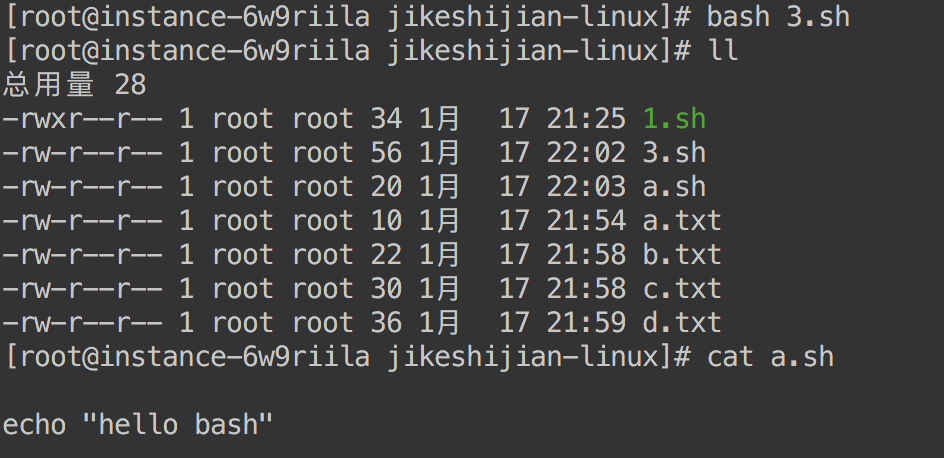 [root@instance-6w9riila jikeshijian-linux]# bash 3.sh
[root@instance-6w9riila jikeshijian-linux]# ll
总用量 28
-rwxr--r-- 1 root root 34 1月  17 21:25 1.sh
-rw-r--r-- 1 root root 56 1月  17 22:02 3.sh
-rw-r--r-- 1 root root 20 1月  17 22:03 a.sh
-rw-r--r-- 1 root root 10 1月  17 21:54 a.txt
-rw-r--r-- 1 root root 22 1月  17 21:58 b.txt
-rw-r--r-- 1 root root 30 1月  17 21:58 c.txt
-rw-r--r-- 1 root root 36 1月  17 21:59 d.txt
[root@instance-6w9riila jikeshijian-linux]# cat a.sh
echo "hello bash"